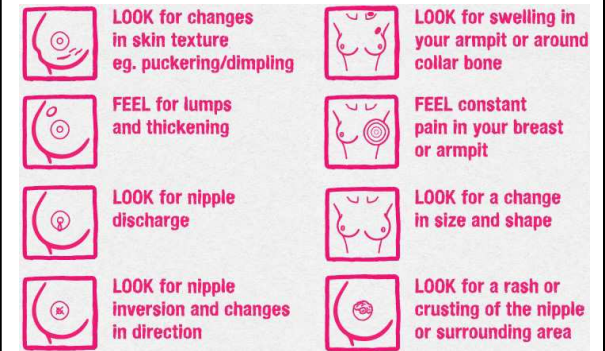 LOOK for changes
in skin texture
eg. puckering/dimpling
FEEL for lumps
and thickening
LOOK for nipple
discharge
LOOK for nipple
inversion and changes
in direction
LOOK for swelling in
your armpit or around
collar bone
FEEL constant
pain in your breast
or armpit
LOOK for a change
in size and shape
LOOK for a rash or
crusting of the nipple
or surrounding area